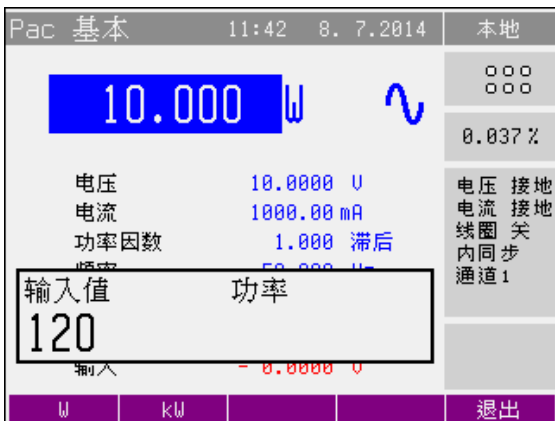 Pac 基本 11:42 8. 7.2014 本地
10.000 W
0.037%
电压 10.0000 V
电流 1000.00 mA
功率因数 1.000 滞后
电压 接地
电流 接地
线圈 关
内同步
通道1
输入值 功率
120
输入 - 0.0000 V
W kW 退出